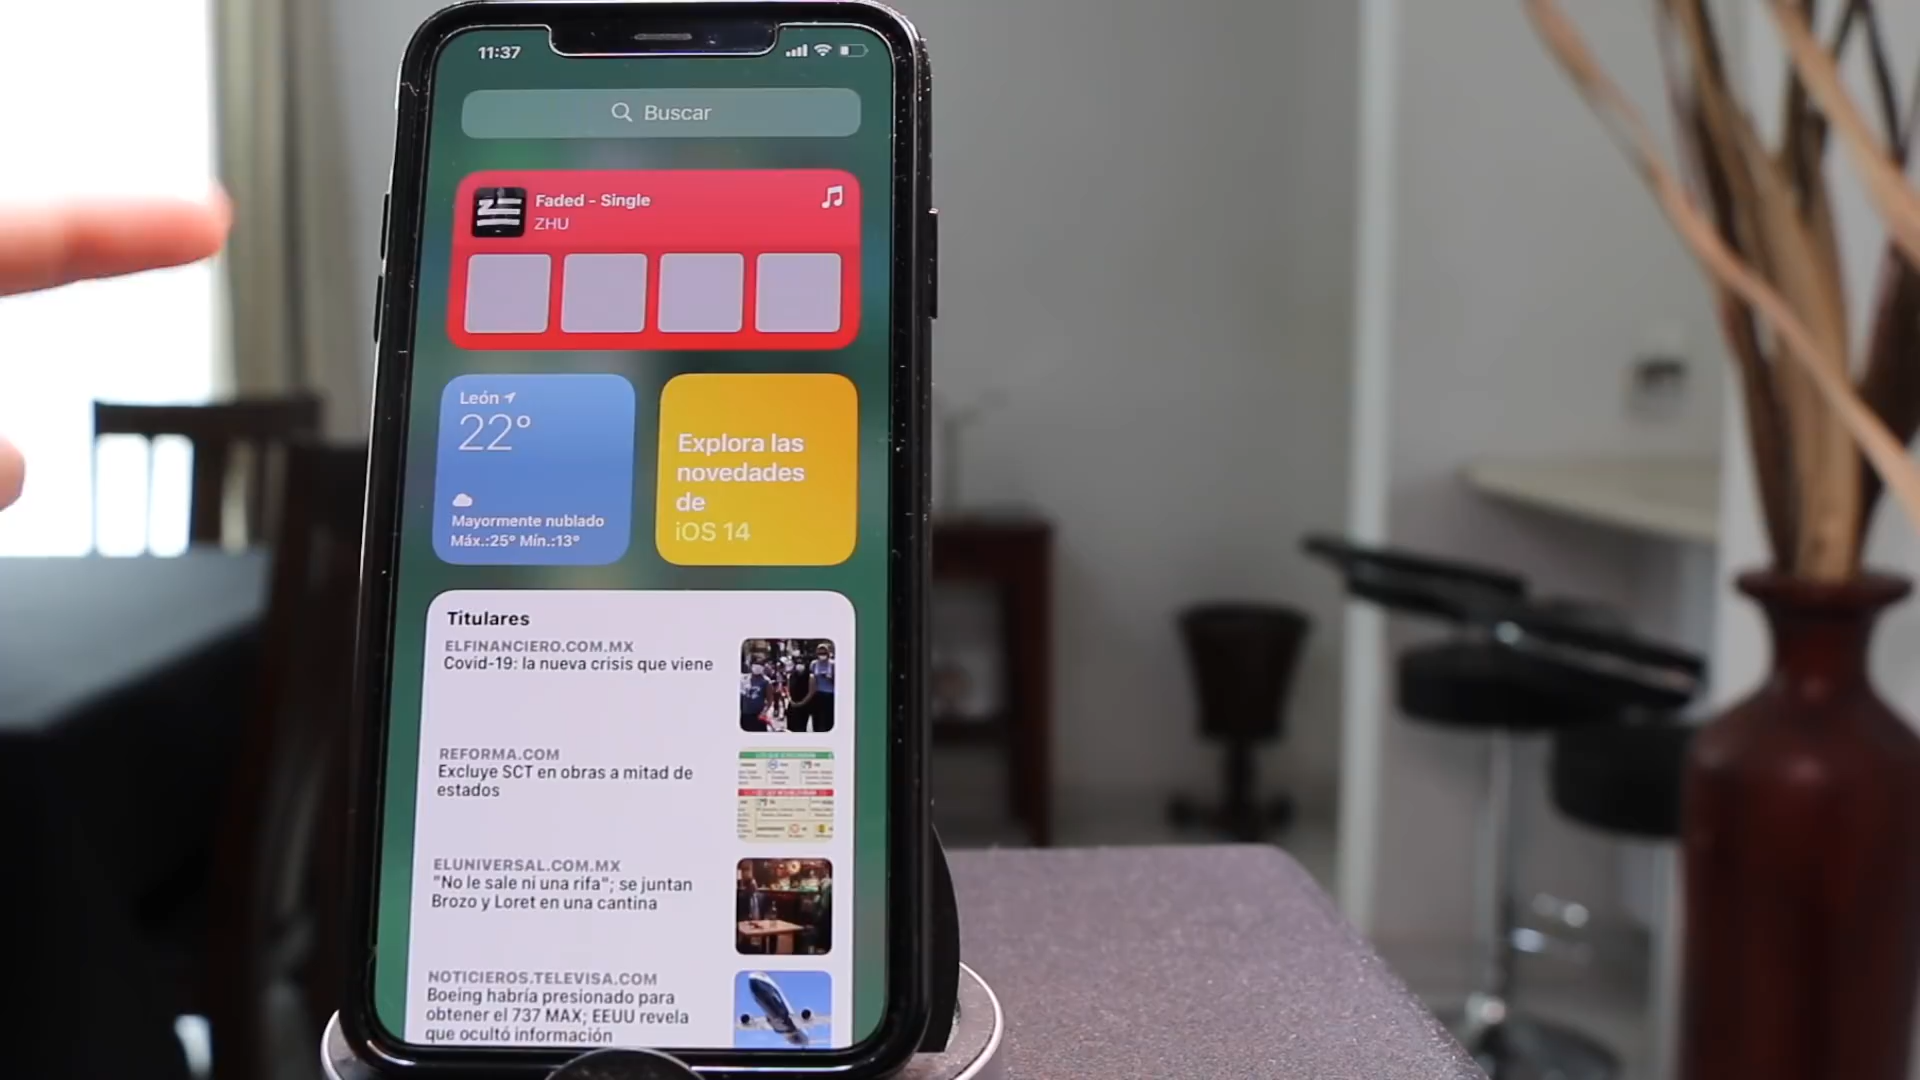 11:37
Buscar
Faded - Single
ZHU
León
22°
Mayormente nublado
Máx.:25° Mín.:13°
Explora las
novedades
de
iOS 14
Titulares
ELFINANCIERO.COM.MX
Covid-19: la nueva crisis que viene
REFORMA.COM
Excluye SCT en obras a mitad de
estados
ELUNIVERSAL.COM.MX
"No le sale ni una rifa"; se juntan
Brozo y Loret en una cantina
NOTICIEROS.TELEVISA.COM
Boeing habría presionado para
obtener el 737 MAX; EEUU revela
que ocultó información